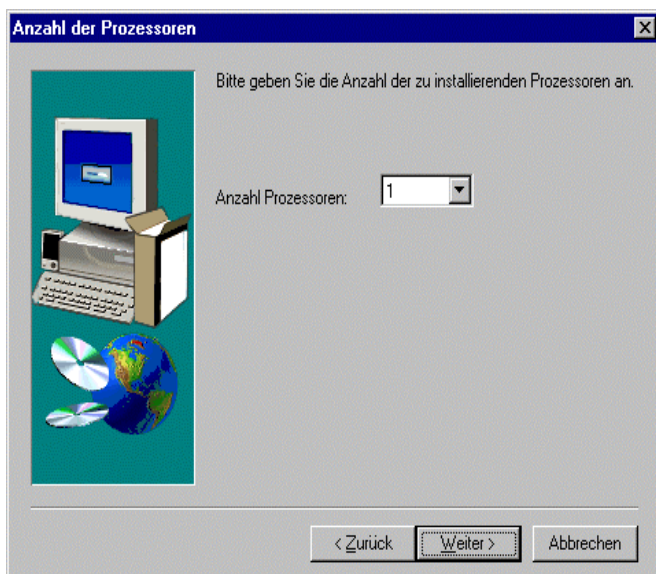 Anzahl der Prozessoren
Bitte geben Sie die Anzahl der zu installierenden Prozessoren an.
Anzahl Prozessoren: 1
< Zurück Weiter > Abbrechen